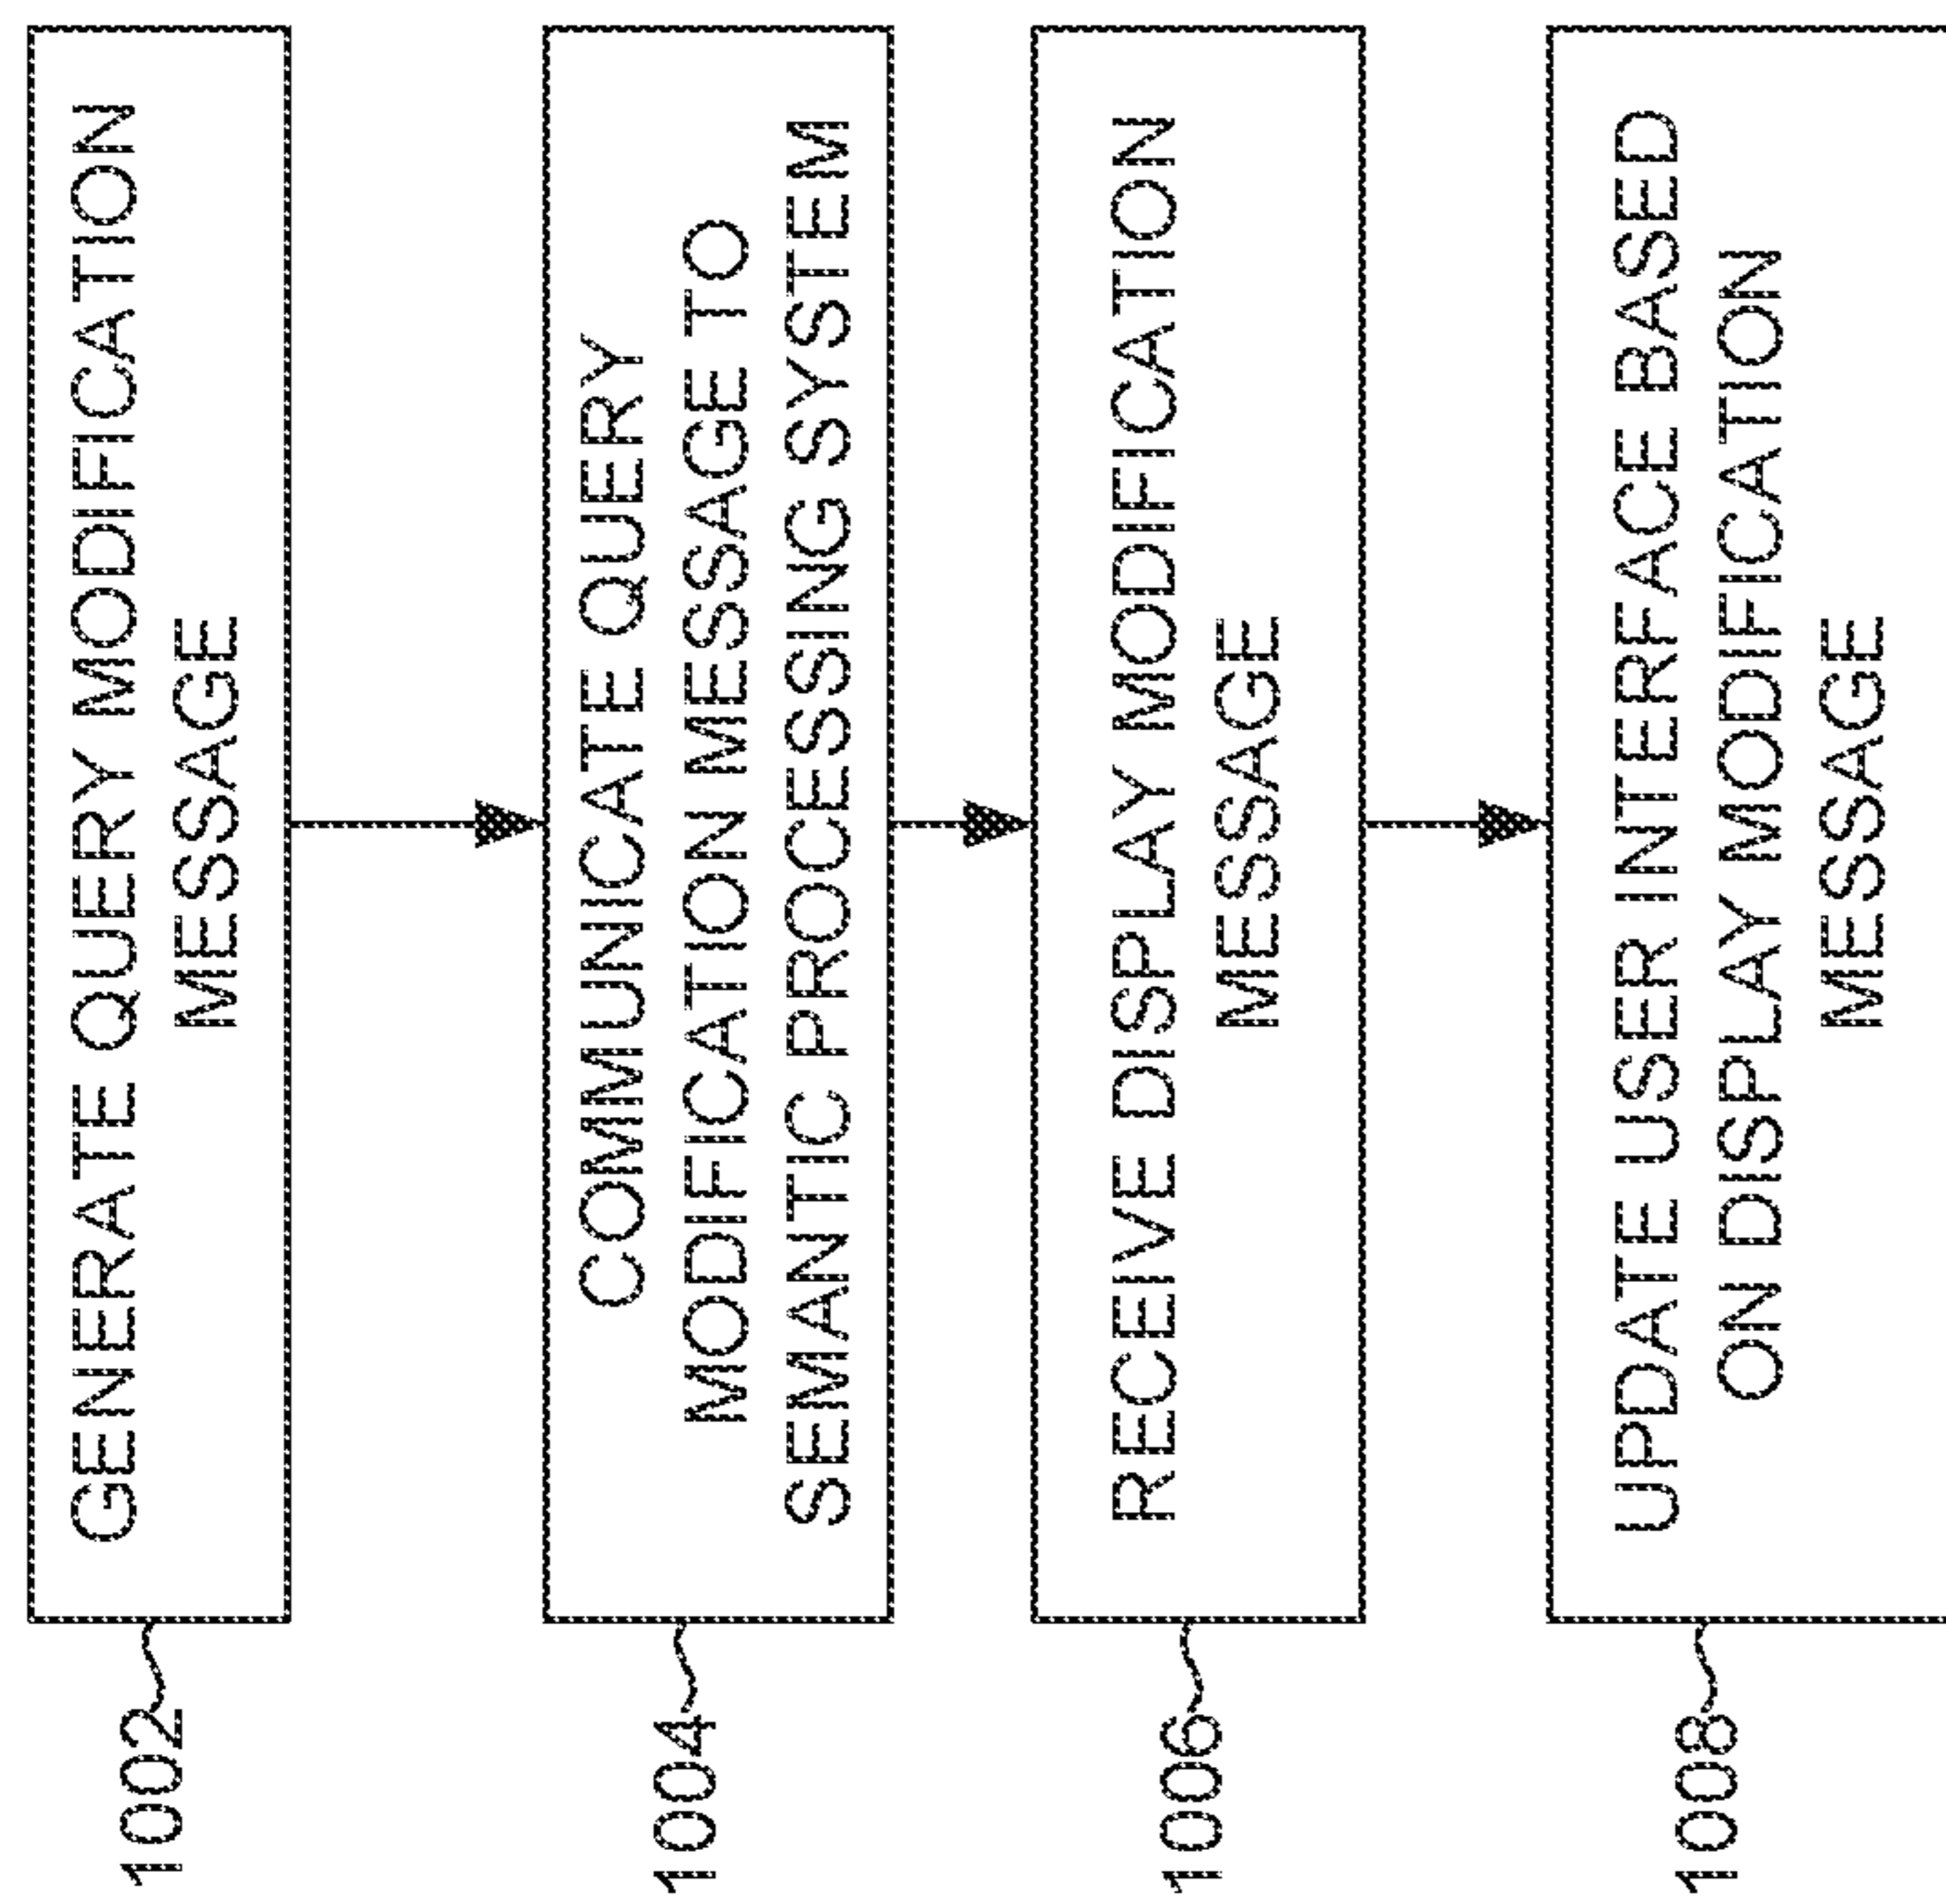 1002
GENERATE QUERY MODIFICATION
MESSAGE
1004
COMMUNICATE QUERY
MODIFICATION MESSAGE TO
SEMANTIC PROCESSING SYSTEM
1006
RECEIVE DISPLAY MODIFICATION
MESSAGE
1008
UPDATE USER INTERFACE BASED
ON DISPLAY MODIFICATION
MESSAGE